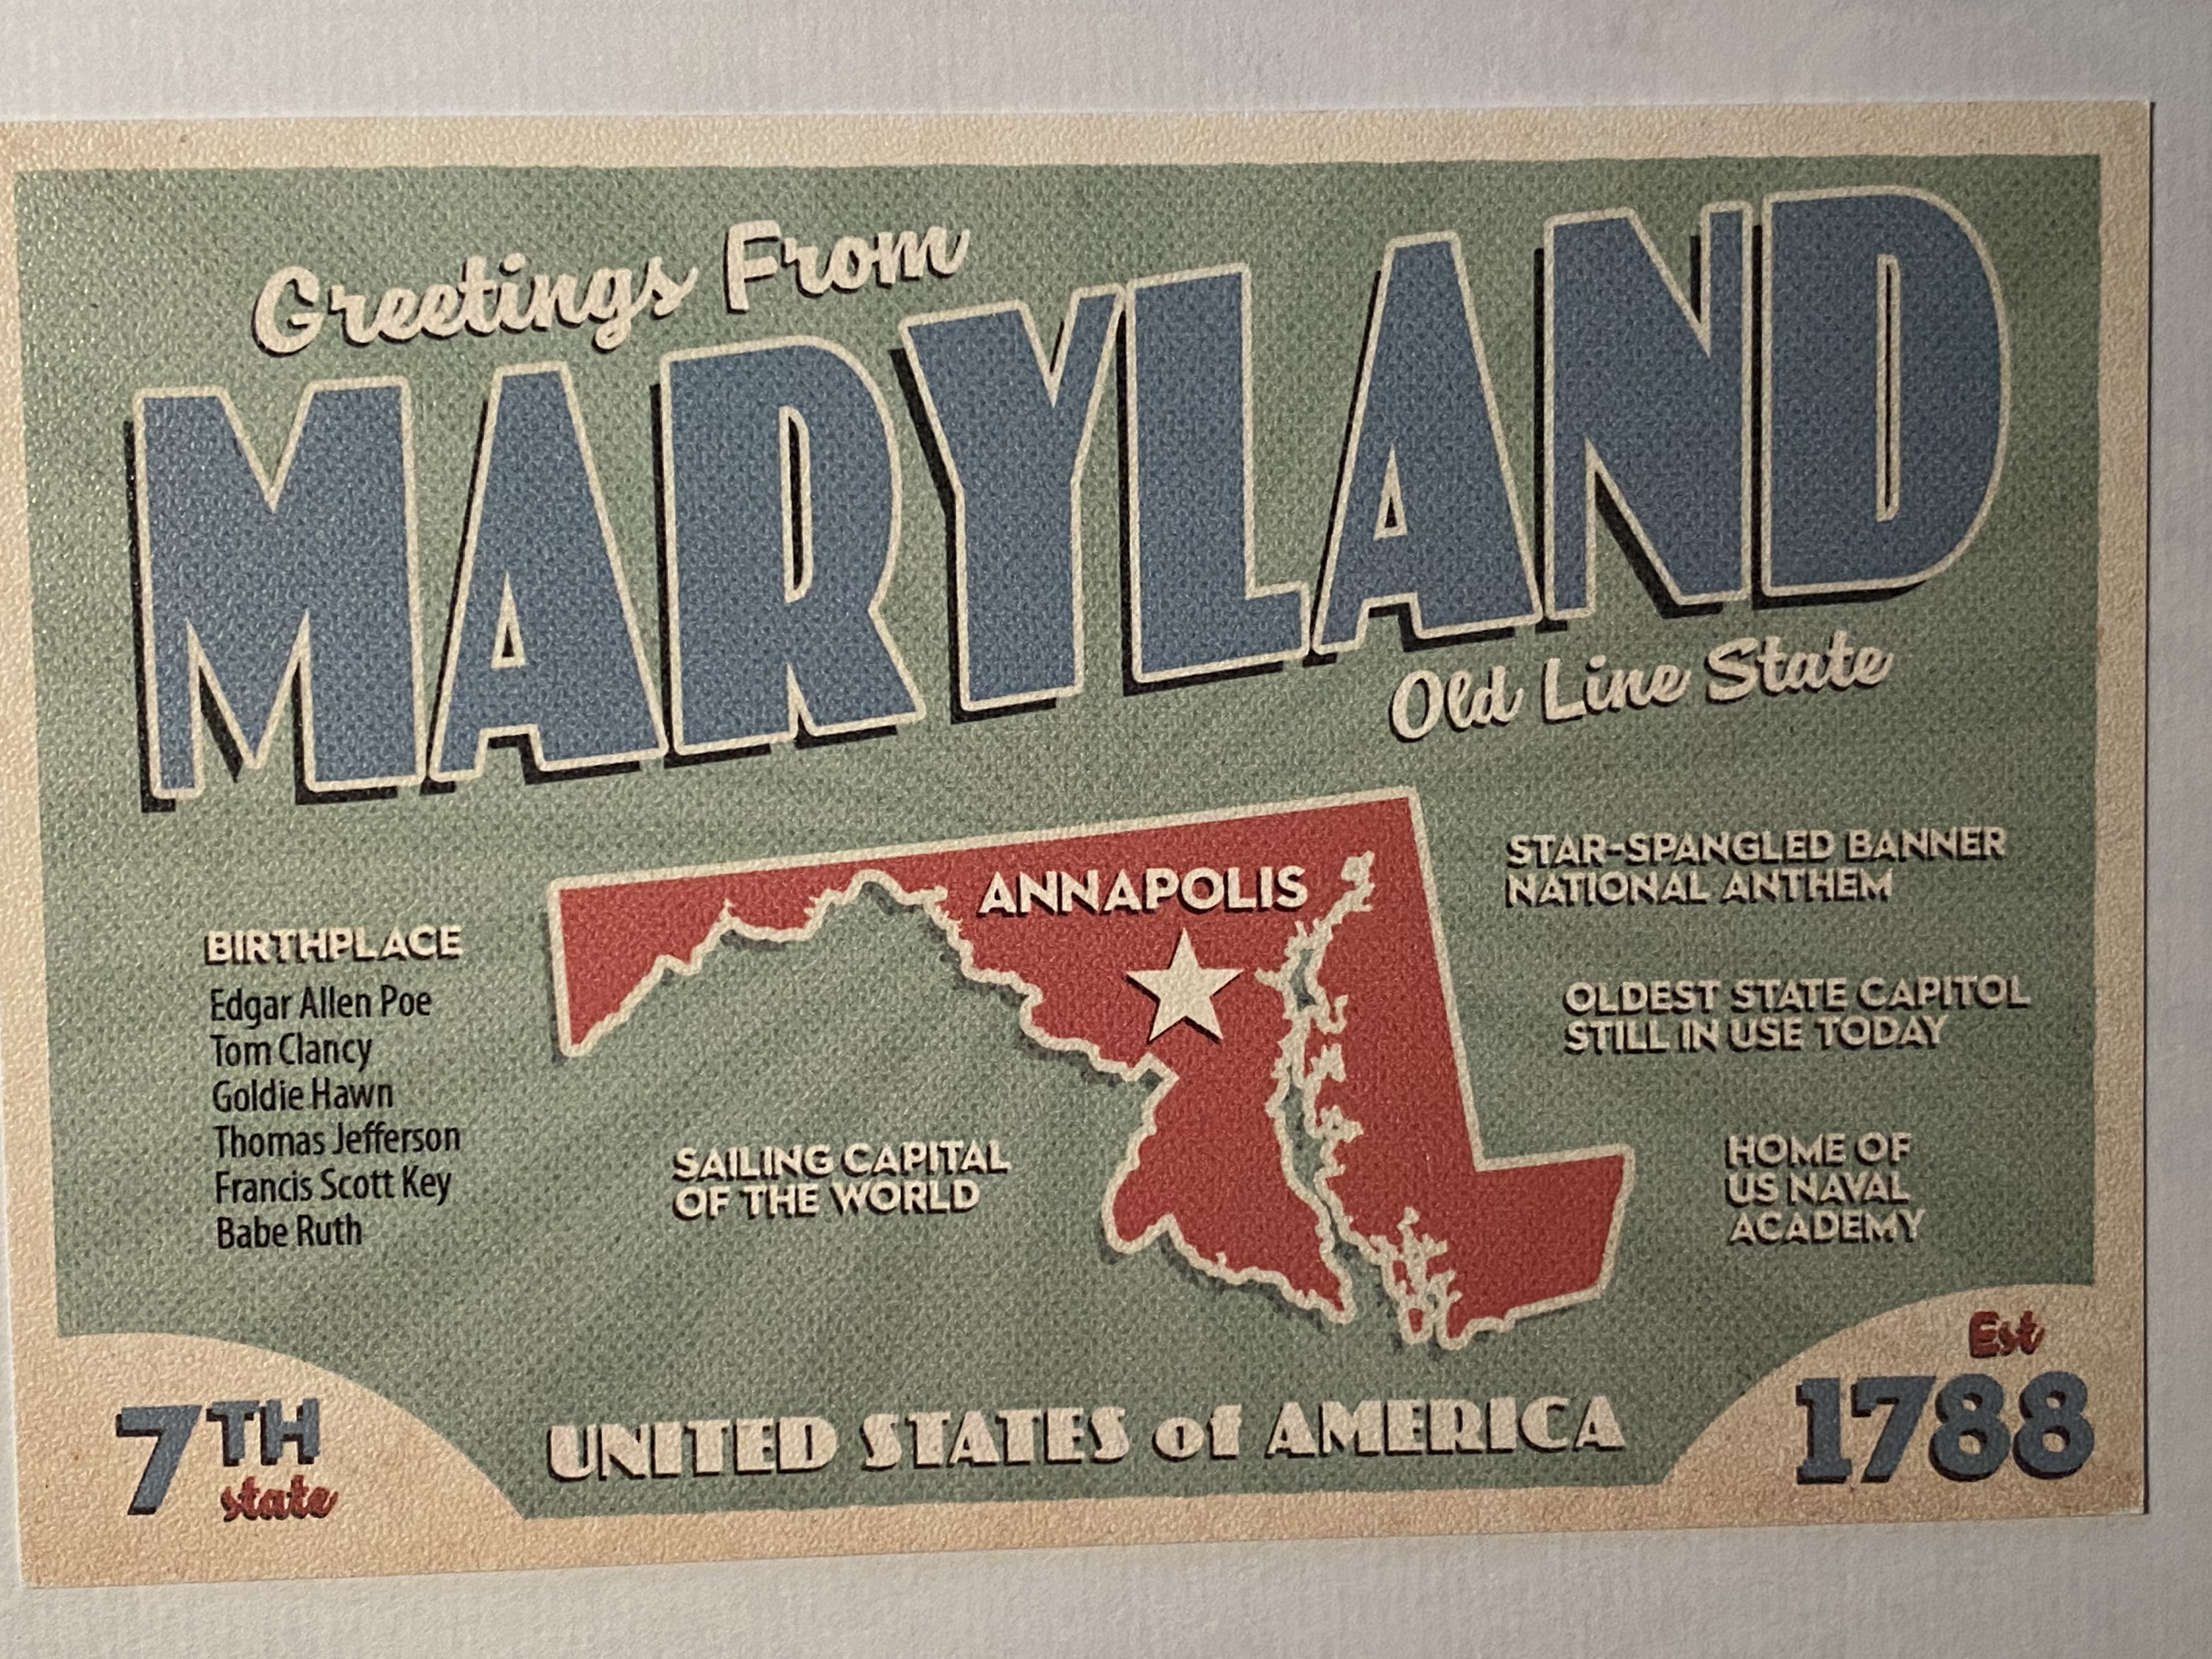 Greetings From
MARYLAND
Old Line State
ANNAPOLIS
STAR-SPANGLED BANNER
NATIONAL ANTHEM
BIRTHPLACE
Edgar Allen Poe
Tom Clancy
Goldie Hawn
Thomas Jefferson
Francis Scott Key
Babe Ruth
OLDEST STATE CAPITOL
STILL IN USE TODAY
SAILING CAPITAL
OF THE WORLD
HOME OF
US NAVAL
ACADEMY
7TH
state
UNITED STATES of AMERICA
Est
1788